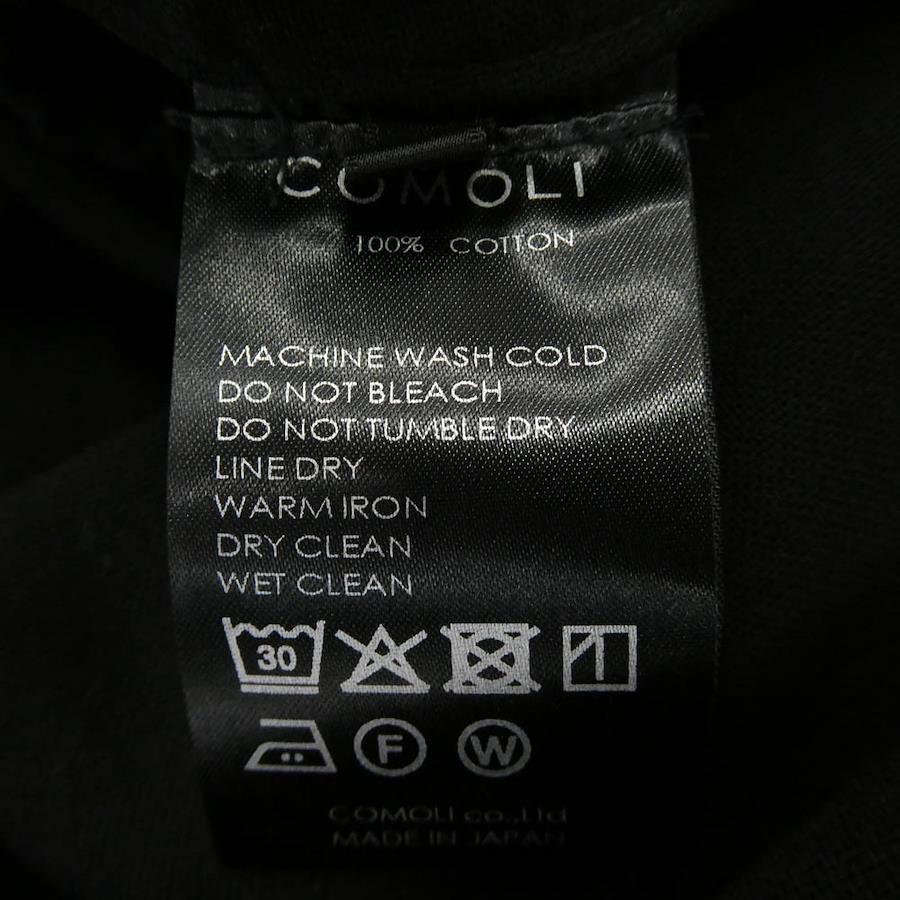 COMOLI
100% COTTON
MACHINE WASH COLD
DO NOT BLEACH
DO NOT TUMBLE DRY
LINE DRY
WARM IRON
DRY CLEAN
WET CLEAN
30
F W
COMOLI co.,Ltd
MADE IN JAPAN